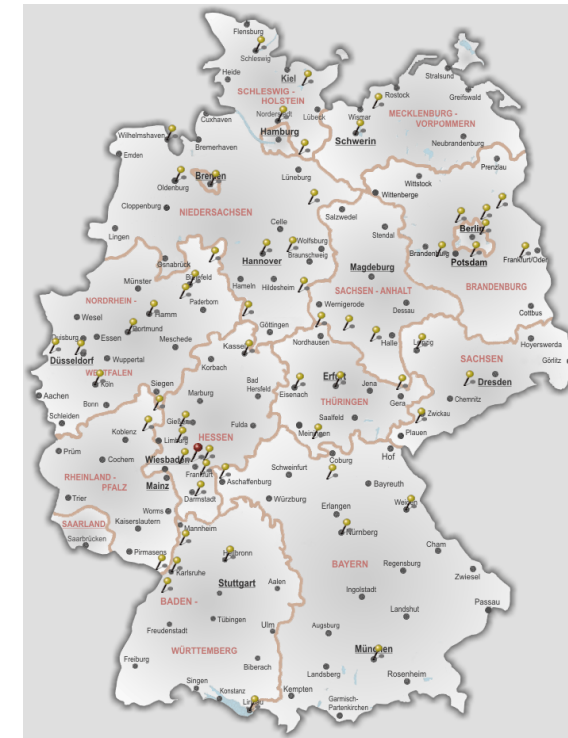 Flensburg
Schleswig
Heide
Kiel
SCHLESWIG -
HOLSTEIN
Stralsund
Rostock
Greifswald
Cuxhaven
Norderstedt
Lübeck
Wismar
MECKLENBURG -
VORPOMMERN
Wilhelmshaven
Hamburg
Schwerin
Neubrandenburg
Emden
Bremerhaven
Prenzlau
Oldenburg
Bremen
Lüneburg
Wittstock
Wittenberge
Cloppenburg
NIEDERSACHSEN
Salzwedel
Lingen
Celle
Stendal
Berlin
Osnabrück
Hannover
Wolfsburg
Braunschweig
Brandenburg
Potsdam
Frankfurt/Oder
Münster
Bielefeld
Hameln
Hildesheim
Magdeburg
NORDRHEIN -
Paderborn
SACHSEN - ANHALT
BRANDENBURG
Wesel
Hamm
Wernigerode
Dessau
Cottbus
Duisburg
Essen
Dortmund
Göttingen
Nordhausen
Halle
Leipzig
Hoyerswerda
Düsseldorf
Wuppertal
Meschede
Kassel
SACHSEN
Görlitz
WESTFALEN
Korbach
Köln
Siegen
Bad
Hersfeld
Eisenach
Erfurt
Jena
Dresden
Aachen
Bonn
Marburg
THÜRINGEN
Gera
Chemnitz
Schleiden
Gießen
Saalfeld
Zwickau
Koblenz
Limburg
HESSEN
Fulda
Meiningen
Plauen
Prüm
Cochem
Wiesbaden
Frankfurt
Coburg
Hof
RHEINLAND -
PFALZ
Mainz
Aschaffenburg
Schweinfurt
Bayreuth
Trier
Darmstadt
Würzburg
Weiden
Worms
Erlangen
SAARLAND
Kaiserslautern
Mannheim
Nürnberg
Saarbrücken
Pirmasens
Heilbronn
Cham
Karlsruhe
BAYERN
Regensburg
Zwiesel
Stuttgart
Aalen
Ingolstadt
BADEN -
Passau
Tübingen
Landshut
Freudenstadt
Ulm
Augsburg
WÜRTTEMBERG
München
Freiburg
Biberach
Landsberg
Rosenheim
Singen
Konstanz
Lindau
Kempten
Garmisch-
Partenkirchen